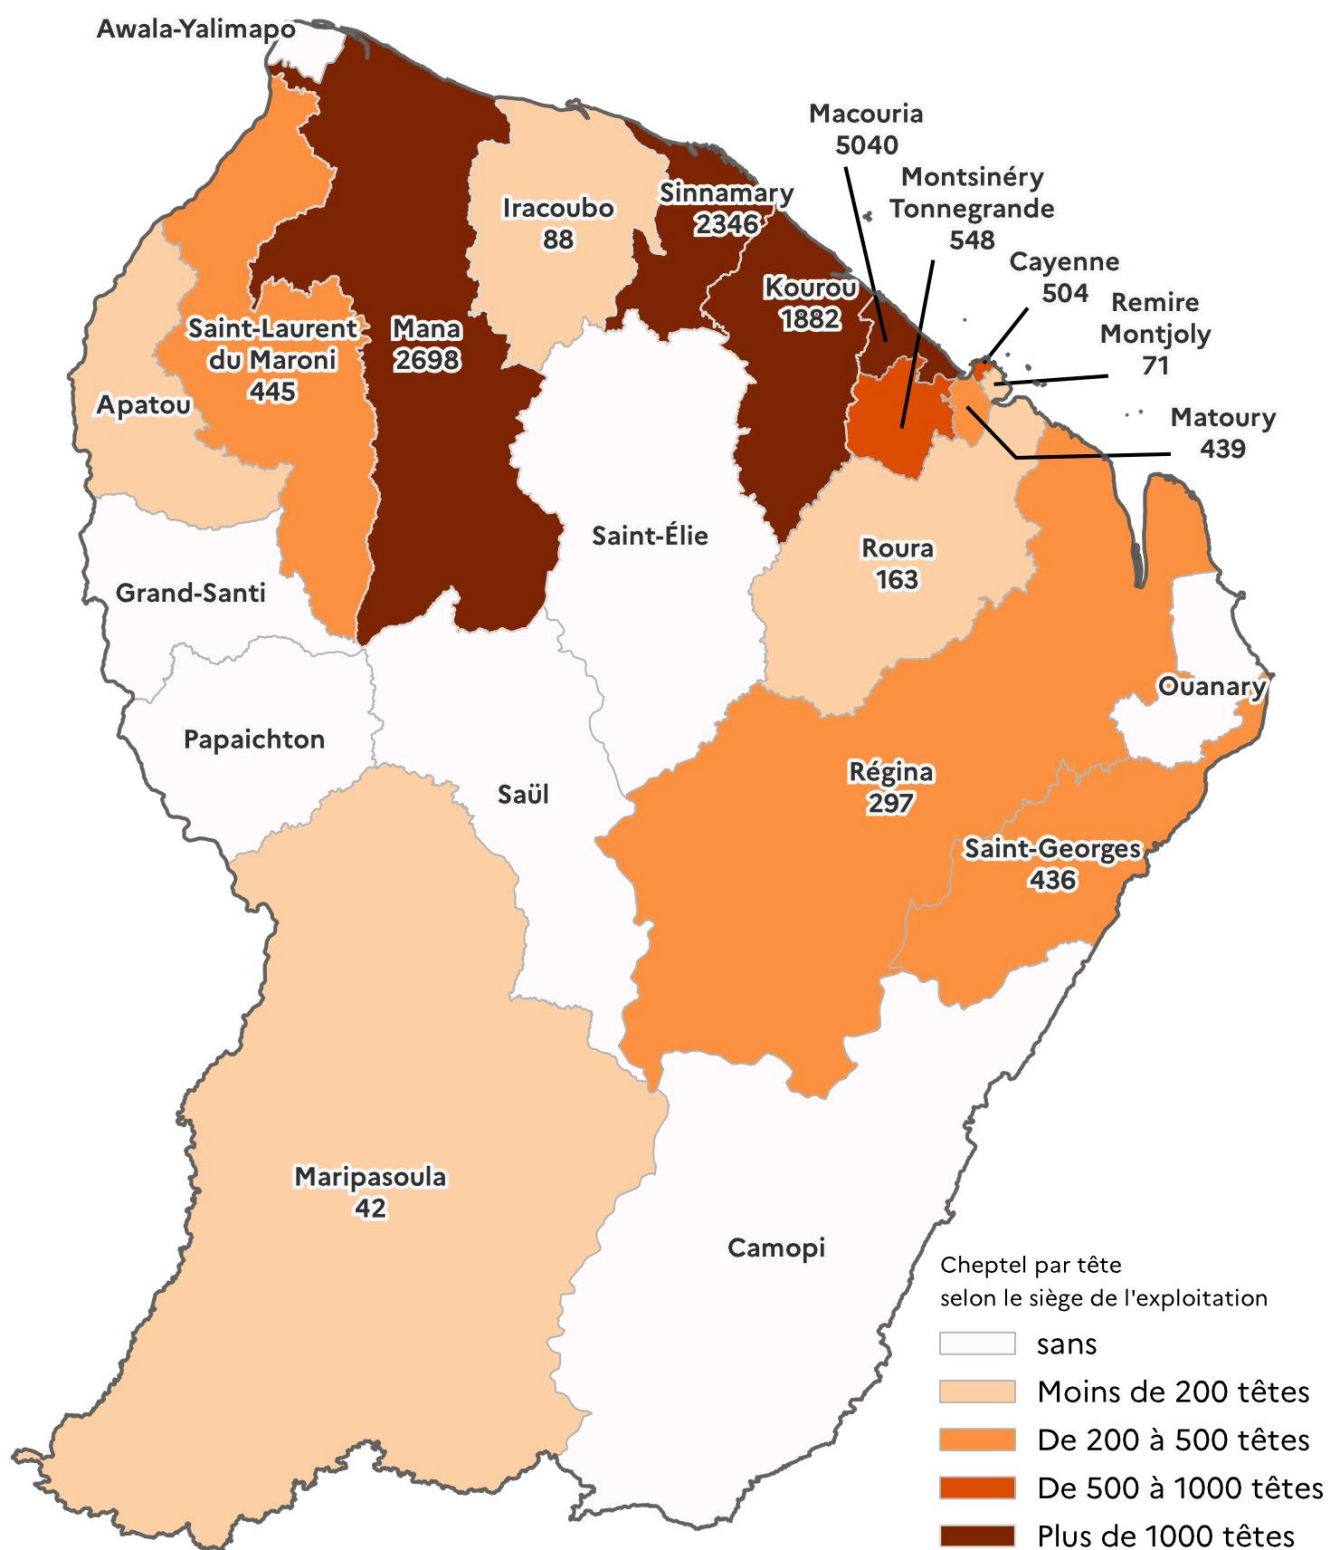 Awala-Yalimapo
Macouria
5040
Montsinéry
Tonnegrande
548
Sinnamary
2346
Iracoubo
88
Cayenne
504
Kourou
1882
Remire
Montjoly
71
Saint-Laurent
du Maroni
445
Mana
2698
Apatou
Matoury
439
Saint-Élie
Roura
163
Grand-Santi
Ouanary
Papaichton
Régina
297
Saül
Saint-Georges
436
Maripasoula
42
Camopi
Cheptel par tête
selon le siège de l'exploitation
sans
Moins de 200 têtes
De 200 à 500 têtes
De 500 à 1000 têtes
Plus de 1000 têtes